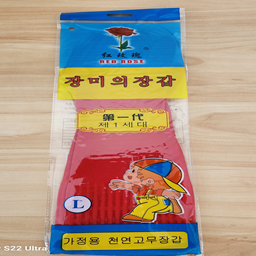 红玫瑰
RED ROSE
장미의장갑
第一代
제1세대
L
가정용 천연고무장갑
S22 Ultra